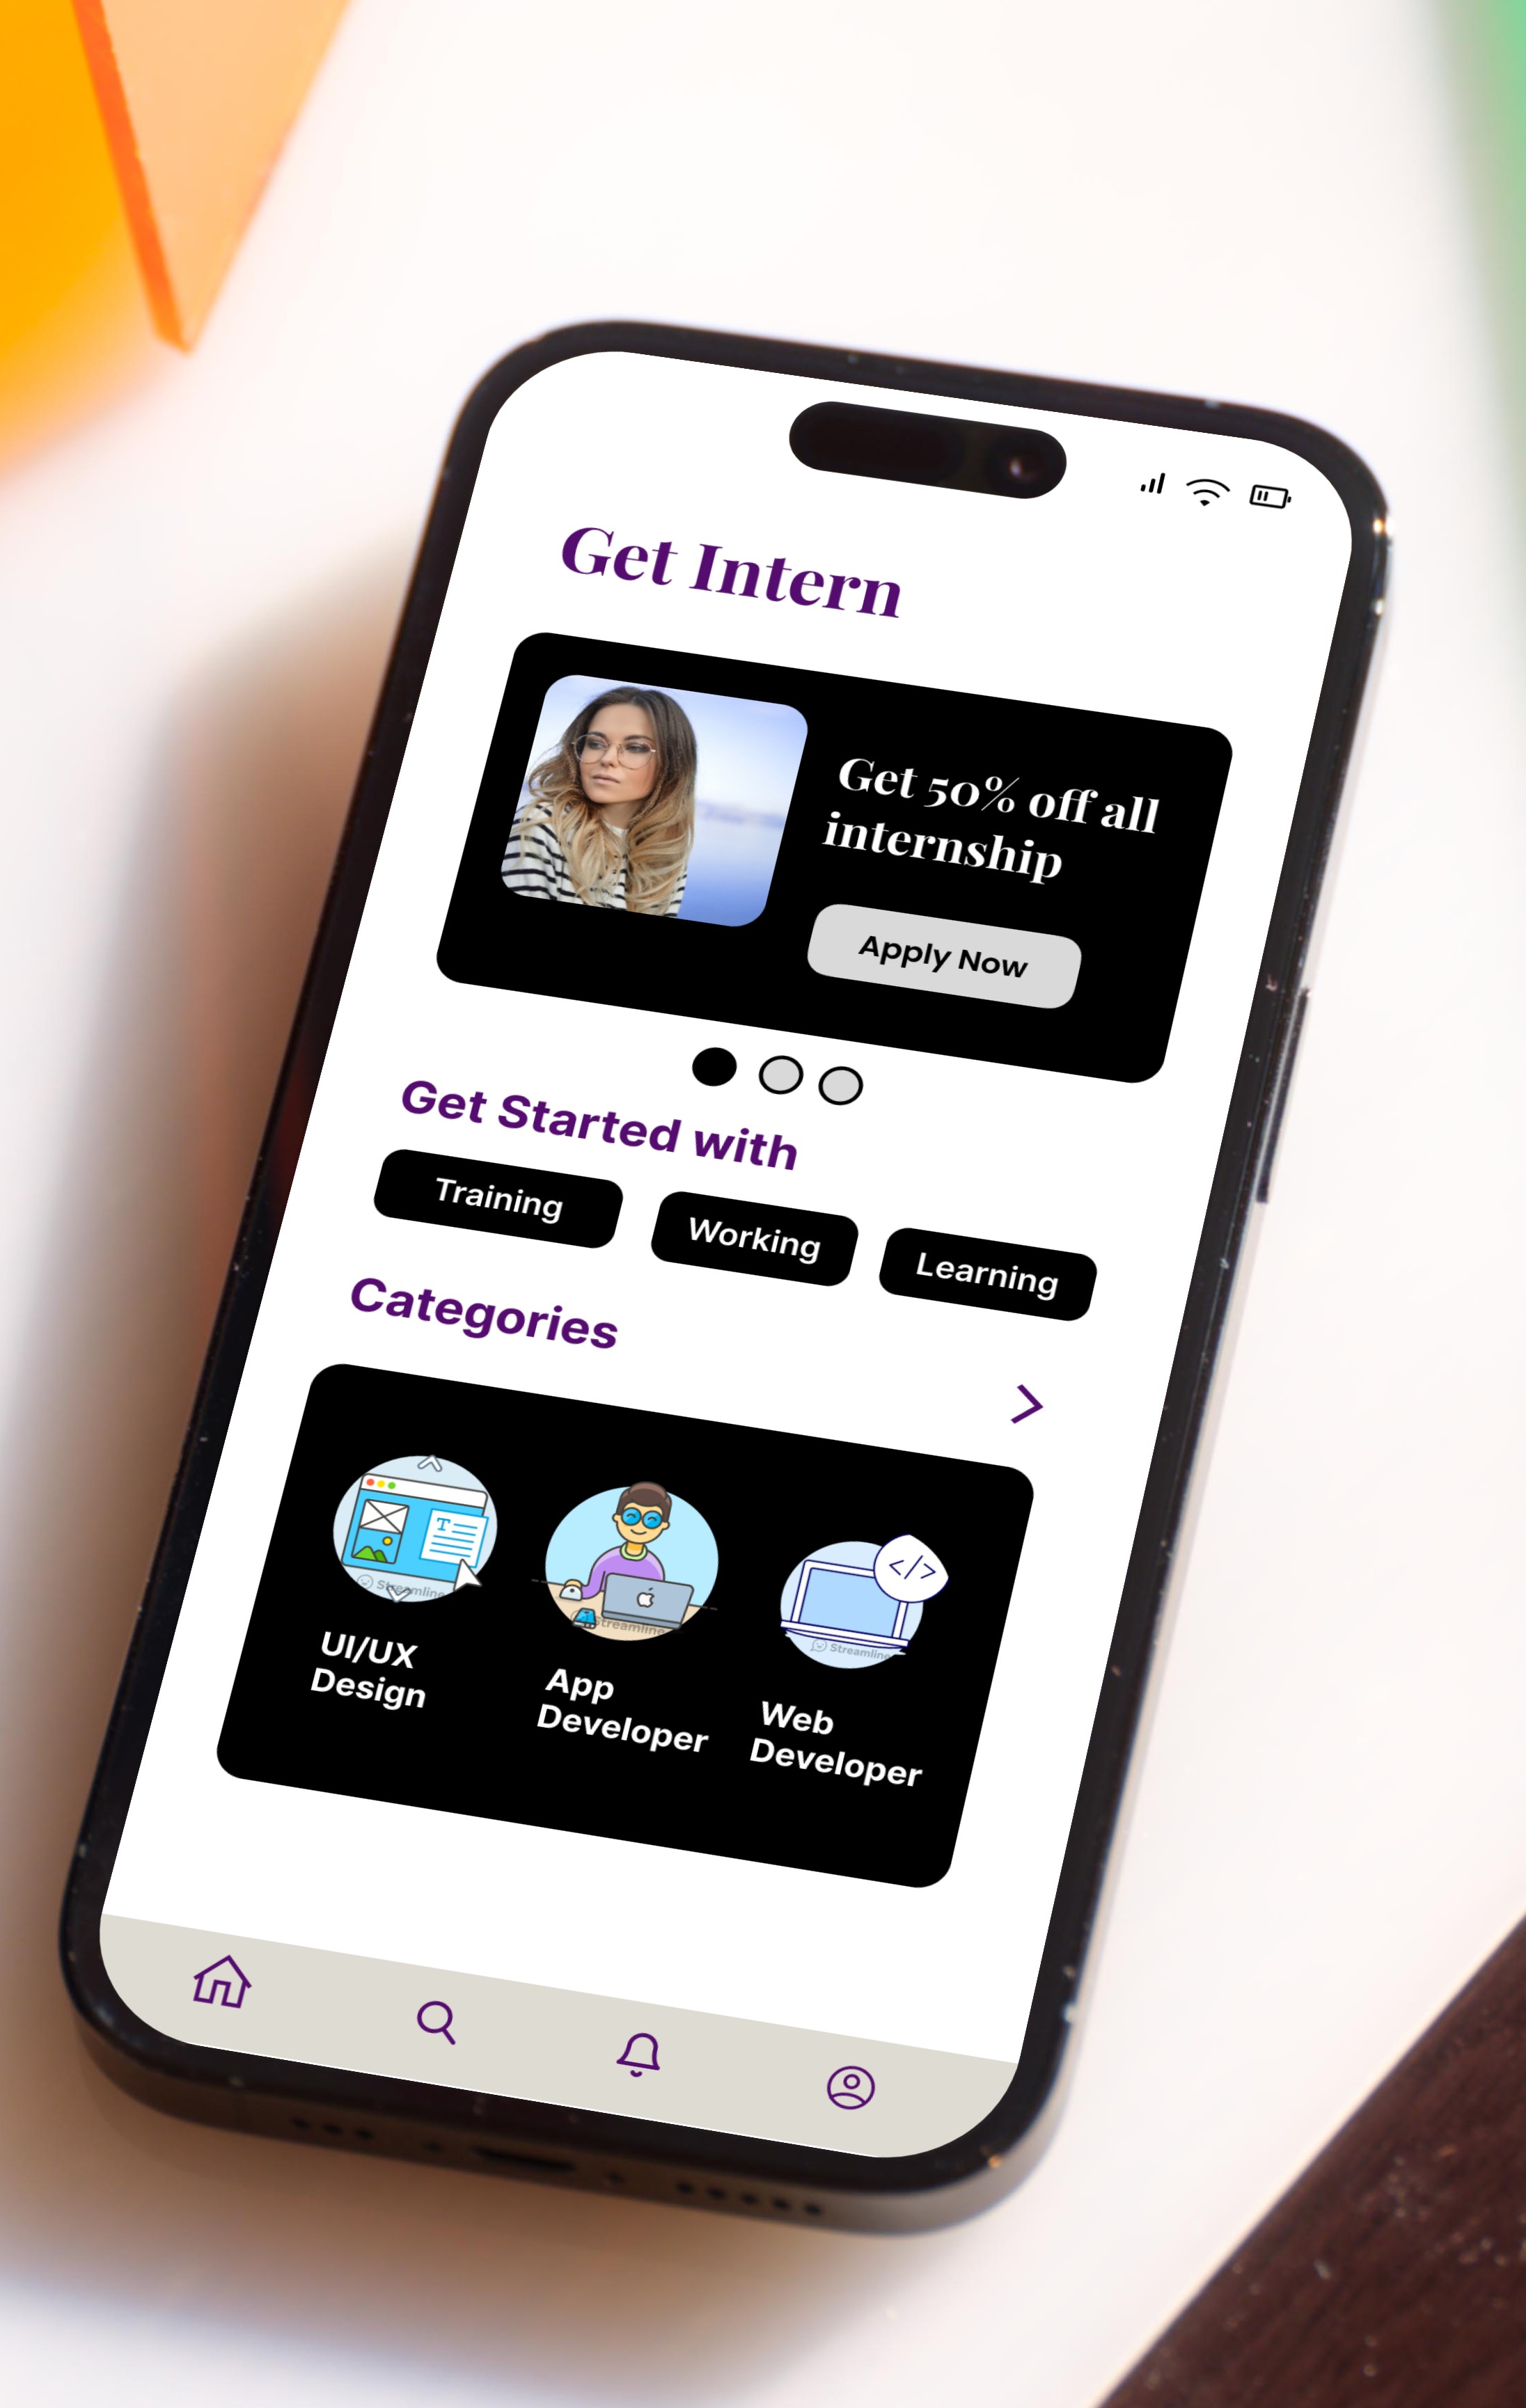 Get Intern
Get 50% off all
internship
Apply Now
Get Started with
Training
Working
Learning
Categories
T
Streamline
UI/UX
Design
Streamline
App
Developer
</>
Streamline
Web
Developer